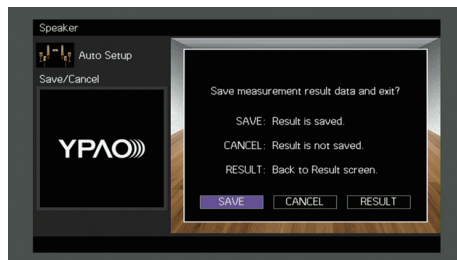 Speaker
Auto Setup
Save/Cancel
YPAO
Save measurement result data and exit?
SAVE: Result is saved.
CANCEL: Result is not saved.
RESULT: Back to Result screen.
SAVE CANCEL RESULT